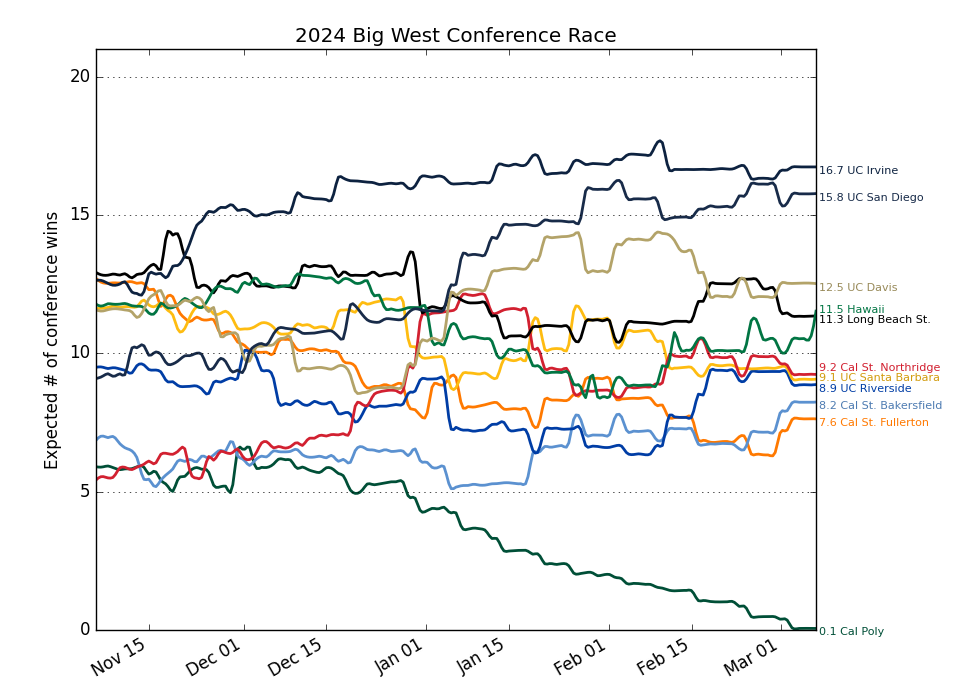 2024 Big West Conference Race
Expected # of conference wins
20
15
10
5
0
16.7 UC Irvine
15.8 UC San Diego
12.5 UC Davis
11.5 Hawaii
11.3 Long Beach St.
9.2 Cal St. Northridge
9.1 UC Santa Barbara
8.9 UC Riverside
8.2 Cal St. Bakersfield
7.6 Cal St. Fullerton
0.1 Cal Poly
Nov 15
Dec 01
Dec 15
Jan 01
Jan 15
Feb 01
Feb 15
Mar 01